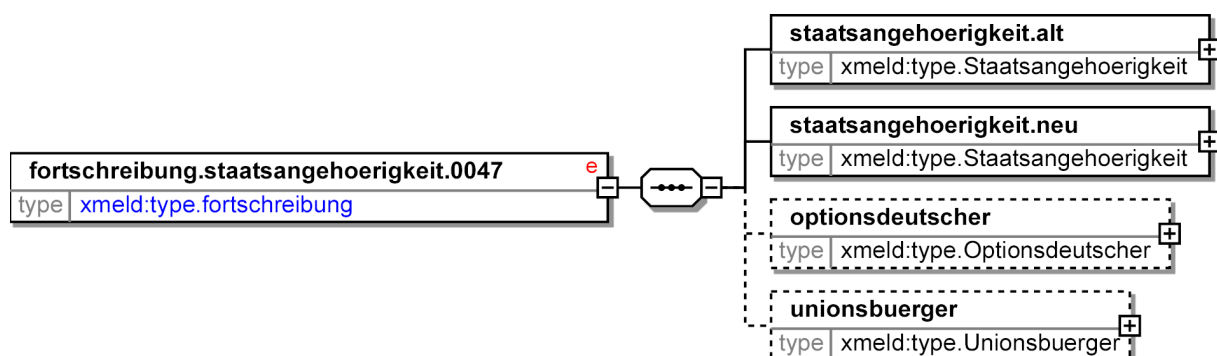 fortschreibung.staatsangehoerigkeit.0047 e
type xmeld:type.fortschreibung
staatsangehoerigkeit.alt
type xmeld:type.Staatsangehoerigkeit
staatsangehoerigkeit.neu
type xmeld:type.Staatsangehoerigkeit
optionsdeutscher
type xmeld:type.Optionsdeutscher
unionsbuerger
type xmeld:type.Unionsbuerger